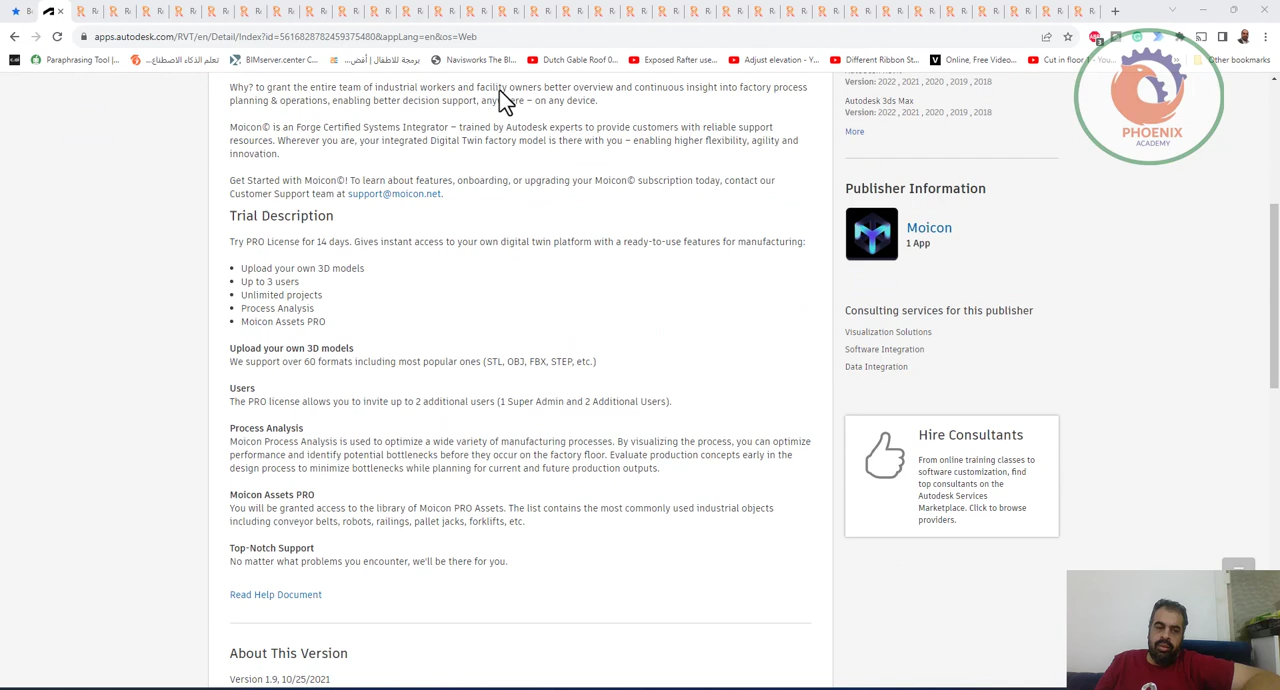 apps.autodesk.com/RVT/en/Detail/Index?id=5616828782459375480&appLang=en&os=Web
Paraphrasing Tool |...
تعلم الذكاء الاصطناع...
BIMserver.center C...
برمجة للأطفال | أفض...
Navisworks The Bl...
Dutch Gable Roof 0...
Exposed Rafter use...
Adjust elevation - Z...
Different Ribbon St...
Online, Free Video...
Cut in floor 1 - You...
»
Other bookmarks
Why? to grant the entire team of industrial workers and facility owners better overview and continuous insight into factory process
planning & operations, enabling better decision support, – on any device.
Moicon© is an Forge Certified Systems Integrator – trained by Autodesk experts to provide customers with reliable support
resources. Wherever you are, your integrated Digital Twin factory model is there with you – enabling higher flexibility, agility and
innovation.
Get Started with Moicon©! To learn about features, onboarding, or upgrading your Moicon© subscription today, contact our
Customer Support team at support@moicon.net.
Trial Description
Try PRO License for 14 days. Gives instant access to your own digital twin platform with a ready-to-use features for manufacturing:
• Upload your own 3D models
• Up to 3 users
• Unlimited projects
• Process Analysis
• Moicon Assets PRO
Upload your own 3D models
We support over 60 formats including most popular ones (STL, OBJ, FBX, STEP, etc.)
Users
The PRO license allows you to invite up to 2 additional users (1 Super Admin and 2 Additional Users).
Process Analysis
Moicon Process Analysis is used to optimize a wide variety of manufacturing processes. By visualizing the process, you can optimize
performance and identify potential bottlenecks before they occur on the factory floor. Evaluate production concepts early in the
design process to minimize bottlenecks while planning for current and future production outputs.
Moicon Assets PRO
You will be granted access to the library of Moicon PRO Assets. The list contains the most commonly used industrial objects
including conveyor belts, robots, railings, pallet jacks, forklifts, etc.
Top-Notch Support
No matter what problems you encounter, we'll be there for you.
Read Help Document
About This Version
Version 1.9, 10/25/2021
Version: 2022 , 2021 , 2020 , 2019 , 2018
Autodesk 3ds Max
Version: 2022 , 2021 , 2020 , 2019 , 2018
More
Publisher Information
Moicon
1 App
Consulting services for this publisher
Visualization Solutions
Software Integration
Data Integration
Hire Consultants
From online training classes to
software customization, find
top consultants on the
Autodesk Services
Marketplace. Click to browse
providers.
PHOENIX
ACADEMY